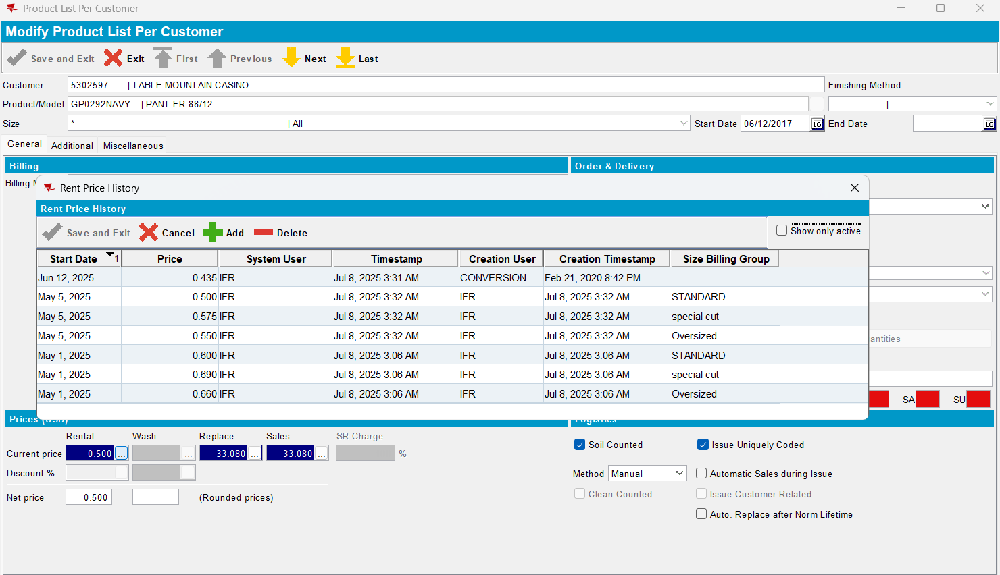 Product List Per Customer
Modify Product List Per Customer
Save and Exit Exit First Previous Next Last
Customer 5302597 | TABLE MOUNTAIN CASINO Finishing Method
Product/Model GP0292NAVY | PANT FR 88/12 ... - | -
Size * | All Start Date 06/12/2017 16 End Date 16
General Additional Miscellaneous
Billing Order & Delivery
Billing M
Rent Price History
Rent Price History
Save and Exit Cancel Add Delete Show only active
Start Date 1 Price System User Timestamp Creation User Creation Timestamp Size Billing Group
Jun 12, 2025 0.435 IFR Jul 8, 2025 3:31 AM CONVERSION Feb 21, 2020 8:42 PM
May 5, 2025 0.500 IFR Jul 8, 2025 3:32 AM IFR Jul 8, 2025 3:32 AM STANDARD
May 5, 2025 0.575 IFR Jul 8, 2025 3:32 AM IFR Jul 8, 2025 3:32 AM special cut
May 5, 2025 0.550 IFR Jul 8, 2025 3:32 AM IFR Jul 8, 2025 3:32 AM Oversized
May 1, 2025 0.600 IFR Jul 8, 2025 3:06 AM IFR Jul 8, 2025 3:06 AM STANDARD
May 1, 2025 0.690 IFR Jul 8, 2025 3:06 AM IFR Jul 8, 2025 3:06 AM special cut
May 1, 2025 0.660 IFR Jul 8, 2025 3:06 AM IFR Jul 8, 2025 3:06 AM Oversized
antities
SA SU
Prices (USD) Logistics
Rental Wash Replace Sales SR Charge
Current price 0.500 ... ... 33.080 ... 33.080 ... %
Discount % ... ...
Net price 0.500 (Rounded prices)
Soil Counted Issue Uniquely Coded
Method Manual Automatic Sales during Issue
Clean Counted Issue Customer Related
Auto. Replace after Norm Lifetime